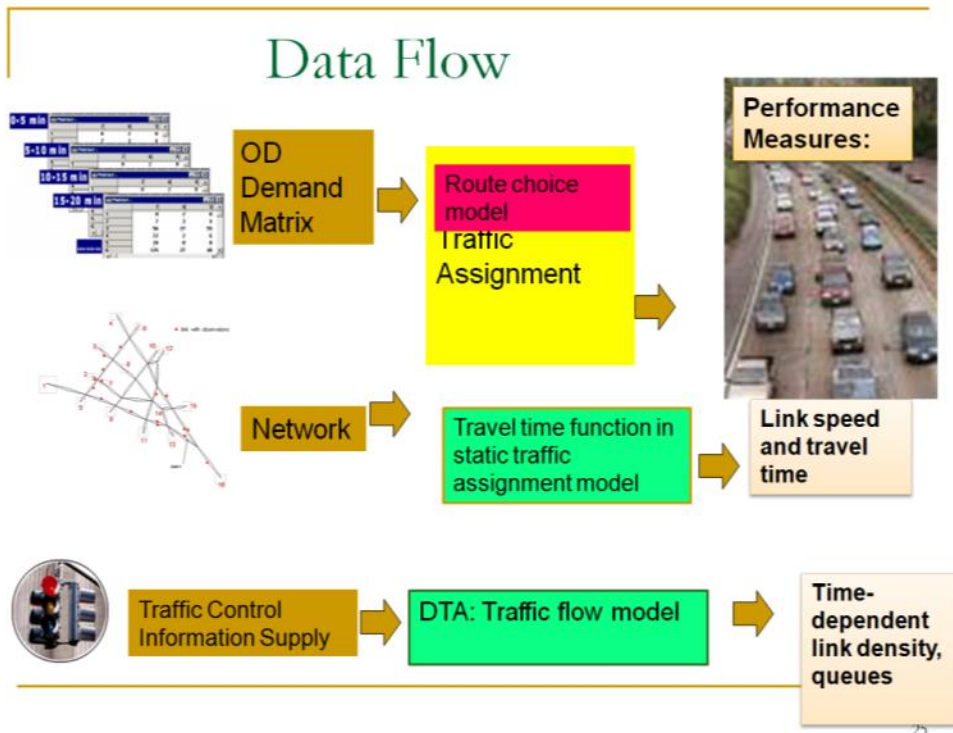 Data Flow
0-5 min
5-10 min
10-15 min
15-20 min
OD
Demand
Matrix
Route choice
model
Traffic
Assignment
Performance
Measures:
Network
Travel time function in
static traffic
assignment model
Link speed
and travel
time
Traffic Control
Information Supply
DTA: Traffic flow model
Time-
dependent
link density,
queues
25